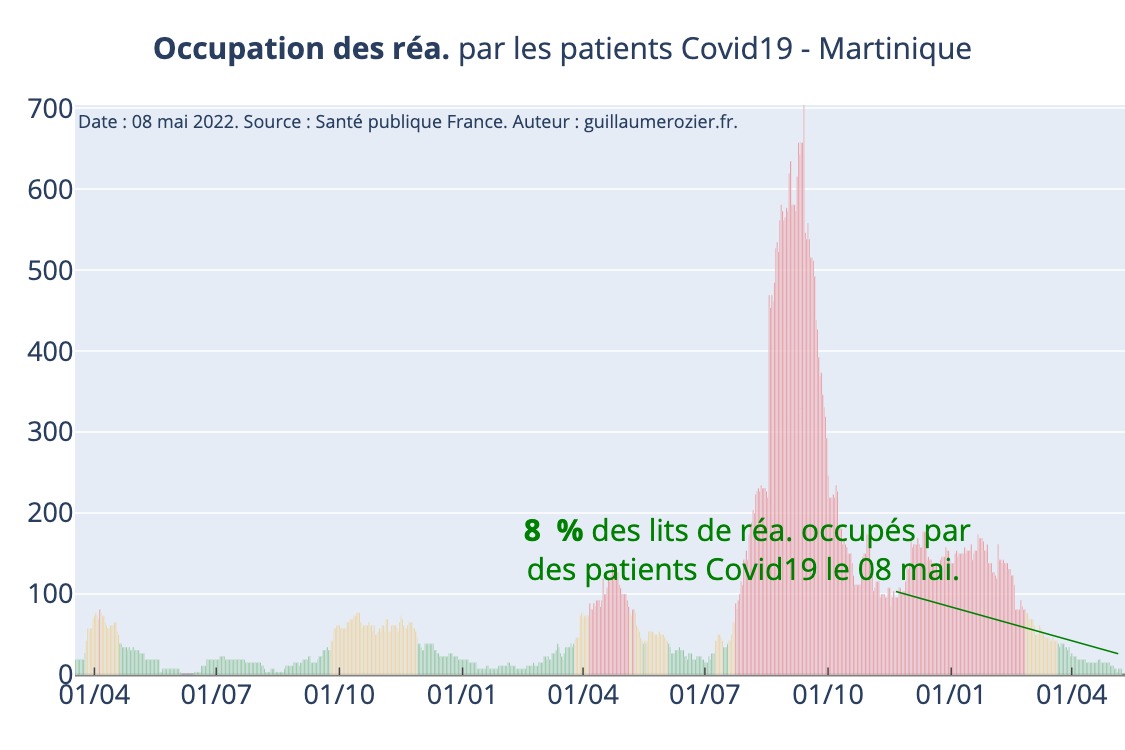 Occupation des réa. par les patients Covid19 - Martinique
700
Date : 08 mai 2022. Source : Santé publique France. Auteur : guillaumerozier.fr.
600
500
400
300
200
8 % des lits de réa. occupés par
des patients Covid19 le 08 mai.
100
0
01/04 01/07 01/10 01/01 01/04 01/07 01/10 01/01 01/04